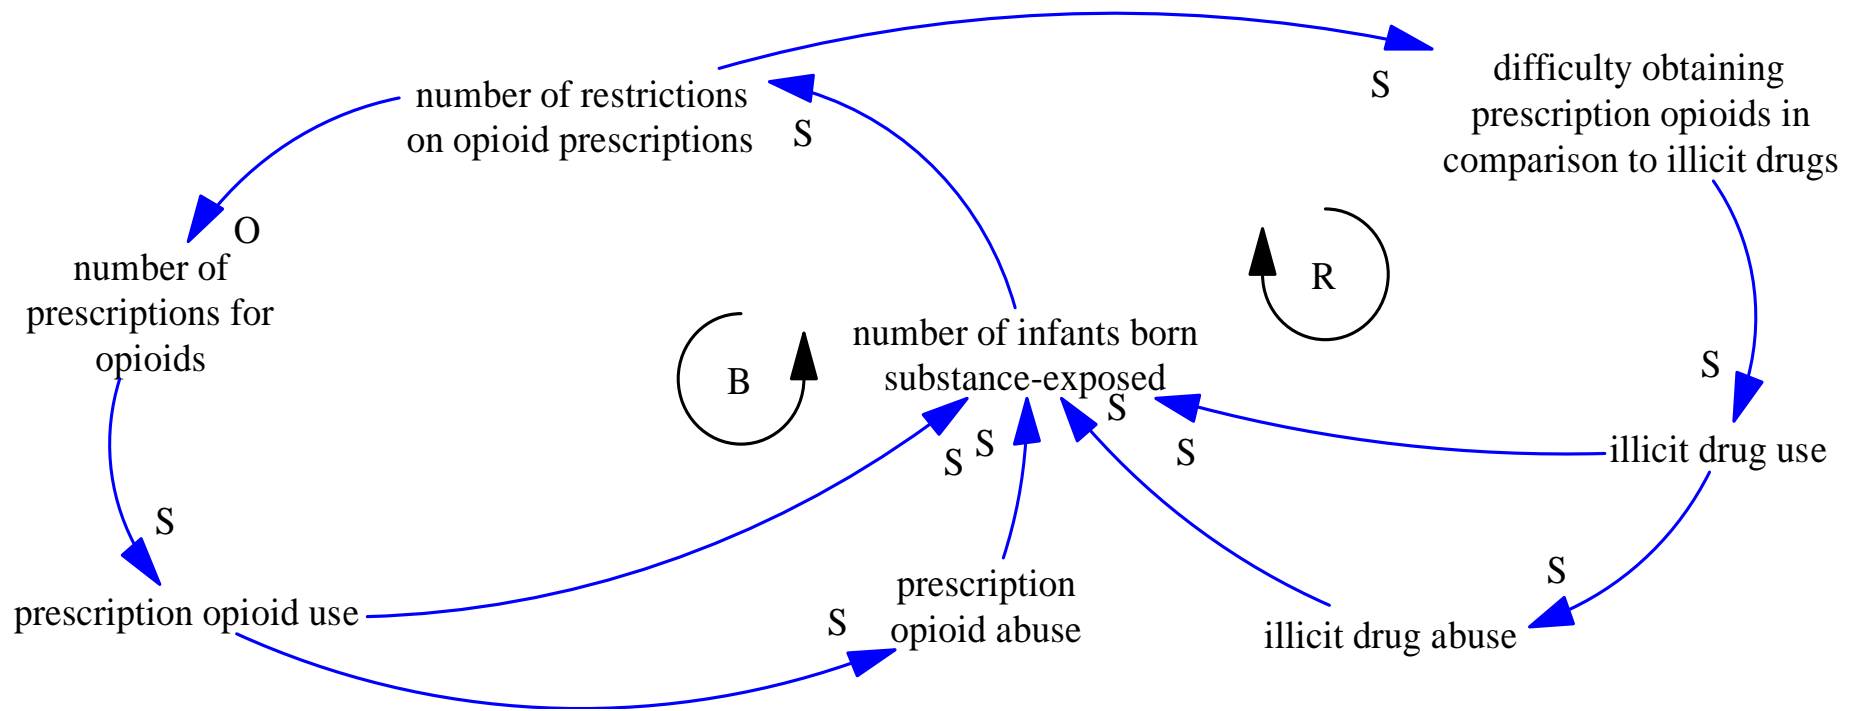 number of restrictions
on opioid prescriptions
S
S
difficulty obtaining
prescription opioids in
comparison to illicit drugs
O
number of
prescriptions for
opioids
R
B
number of infants born
substance-exposed
S
S
S
S
S
illicit drug use
S
prescription opioid use
S
prescription
opioid abuse
S
illicit drug abuse